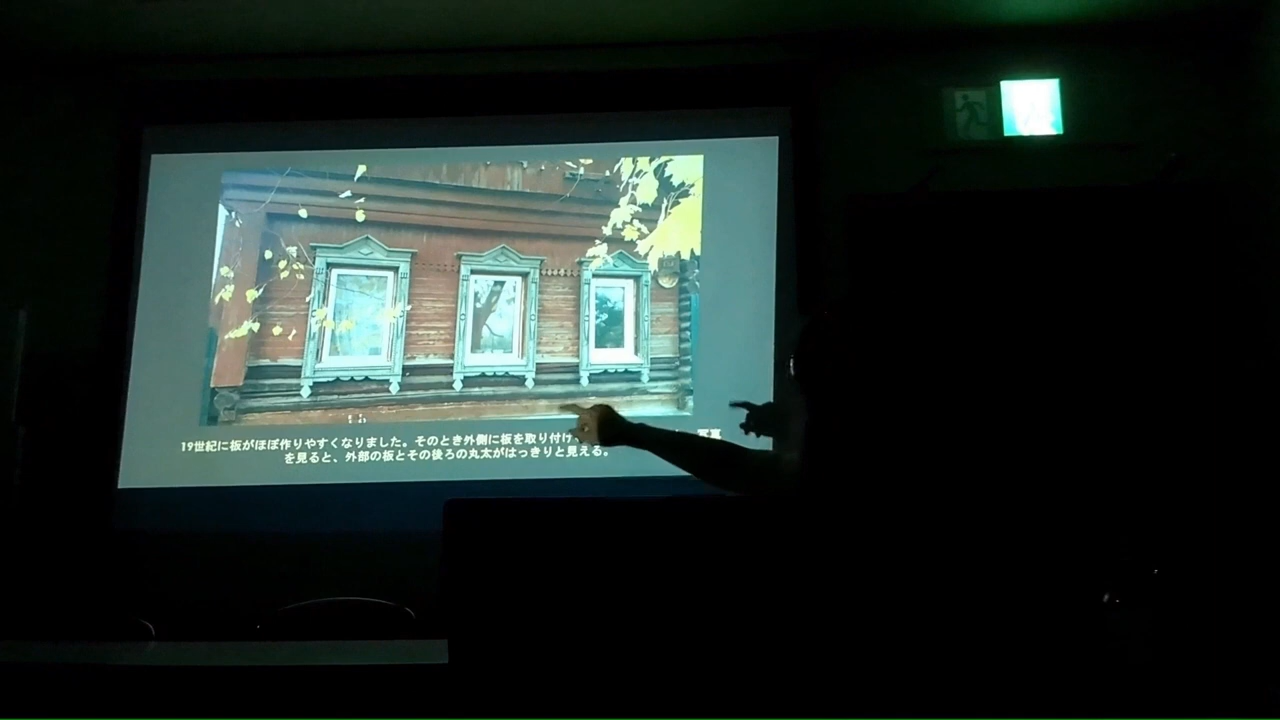 19世紀に板がほぼ作りやすくなりました。そのとき外側に板を取り付け 写真
を見ると、外部の板とその後ろの丸太がはっきりと見える。